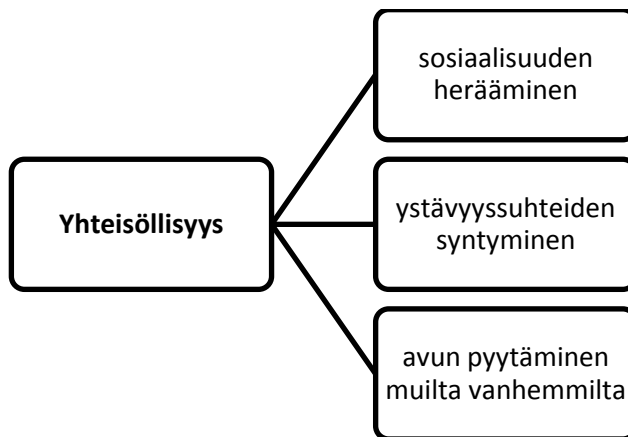 Yhteisöllisyys
sosiaalisuuden
herääminen
ystävyyssuhteiden
syntyminen
avun pyytäminen
muilta vanhemmilta